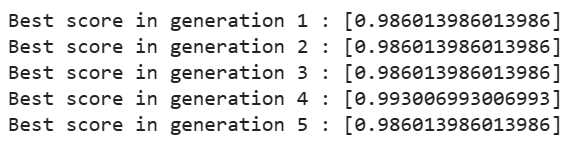 Best score in generation 1 : [0.986013986013986]
Best score in generation 2 : [0.986013986013986]
Best score in generation 3 : [0.986013986013986]
Best score in generation 4 : [0.993006993006993]
Best score in generation 5 : [0.986013986013986]